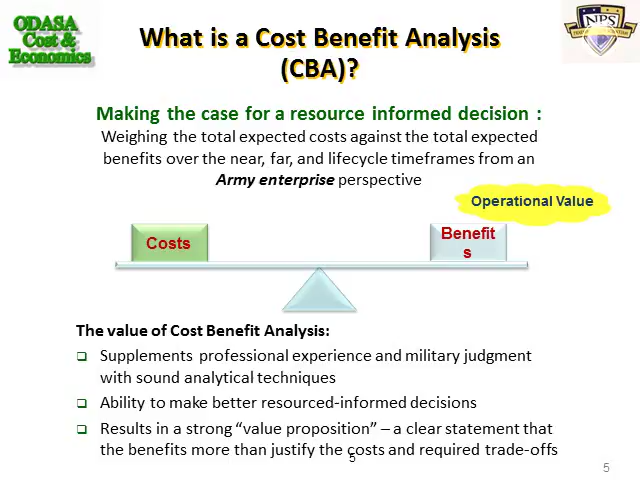 ODASA
Cost &
Economics
NPS
What is a Cost Benefit Analysis
(CBA)?
Making the case for a resource informed decision :
Weighing the total expected costs against the total expected
benefits over the near, far, and lifecycle timeframes from an
Army enterprise perspective
Operational Value
Costs
Benefit
s
The value of Cost Benefit Analysis:
Supplements professional experience and military judgment
with sound analytical techniques
Ability to make better resourced-informed decisions
Results in a strong “value proposition” – a clear statement that
the benefits more than justify the costs and required trade-offs
5
5